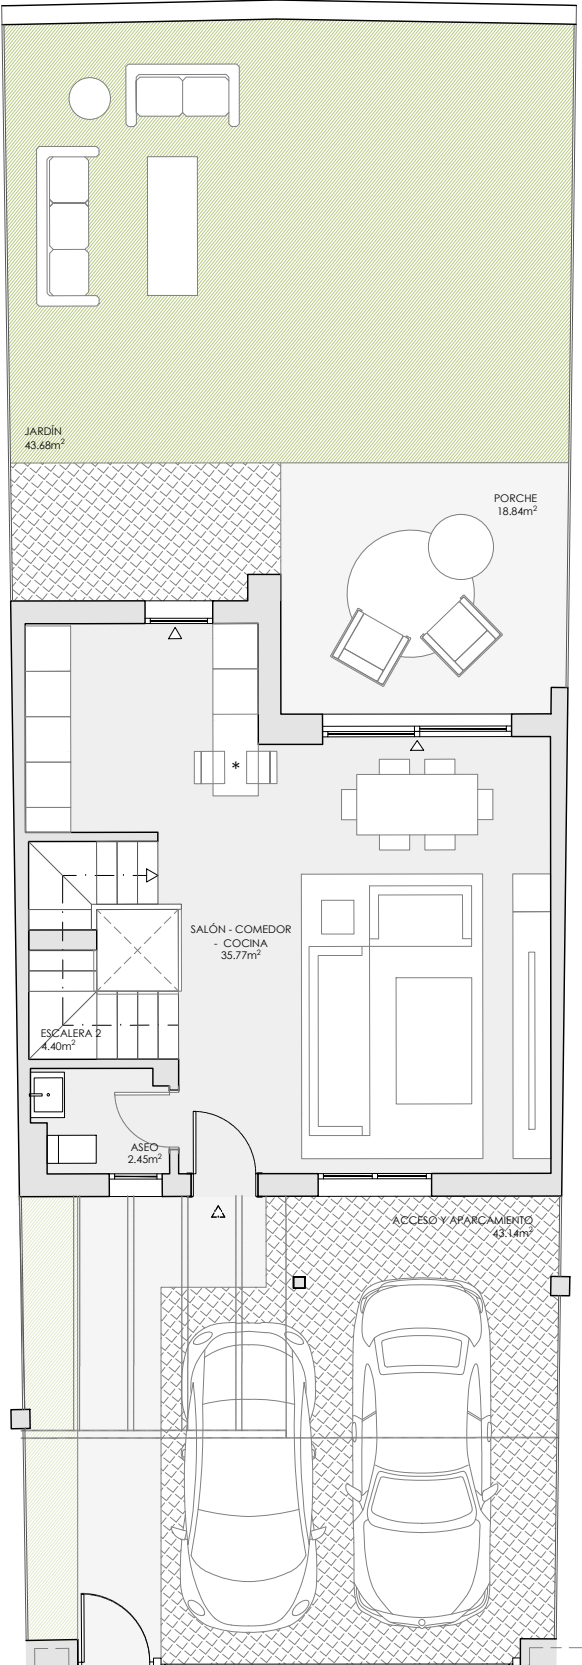 JARDÍN
43.68m²
PORCHE
18.84m²
*
SALÓN - COMEDOR
- COCINA
35.77m²
ESCALERA 2
4.40m²
ASEO
2.45m²
ACCESO Y APARCAMIENTO
43.14m²